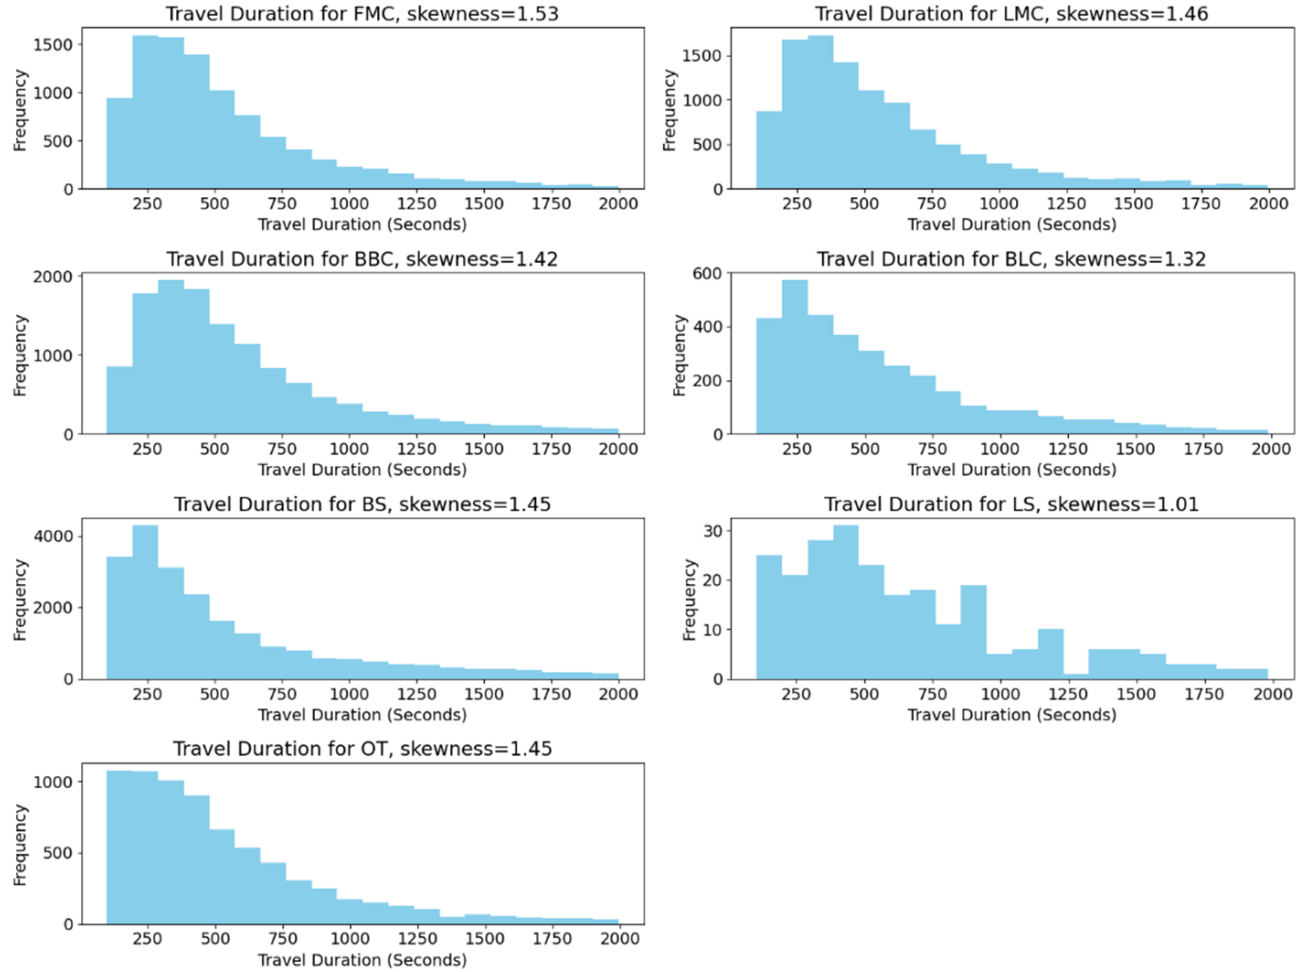 Travel Duration for FMC, skewness=1.53
Frequency
1500
1000
500
0
250 500 750 1000 1250 1500 1750 2000
Travel Duration (Seconds)
Travel Duration for LMC, skewness=1.46
Frequency
1500
1000
500
0
250 500 750 1000 1250 1500 1750 2000
Travel Duration (Seconds)
Travel Duration for BBC, skewness=1.42
Frequency
2000
1000
0
250 500 750 1000 1250 1500 1750 2000
Travel Duration (Seconds)
Travel Duration for BLC, skewness=1.32
Frequency
600
400
200
0
250 500 750 1000 1250 1500 1750 2000
Travel Duration (Seconds)
Travel Duration for BS, skewness=1.45
Frequency
4000
2000
0
250 500 750 1000 1250 1500 1750 2000
Travel Duration (Seconds)
Travel Duration for LS, skewness=1.01
Frequency
30
20
10
0
250 500 750 1000 1250 1500 1750 2000
Travel Duration (Seconds)
Travel Duration for OT, skewness=1.45
Frequency
1000
500
0
250 500 750 1000 1250 1500 1750 2000
Travel Duration (Seconds)